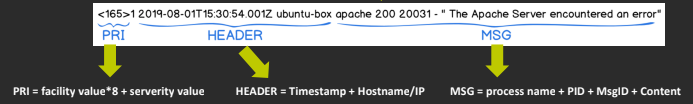 <165>1 2019-08-01T15:30:54.001Z ubuntu-box apache 200 20031 - " The Apache Server encountered an error"
PRI HEADER MSG
PRI = facility value*8 + serverity value HEADER = Timestamp + Hostname/IP MSG = process name + PID + MsgID + Content